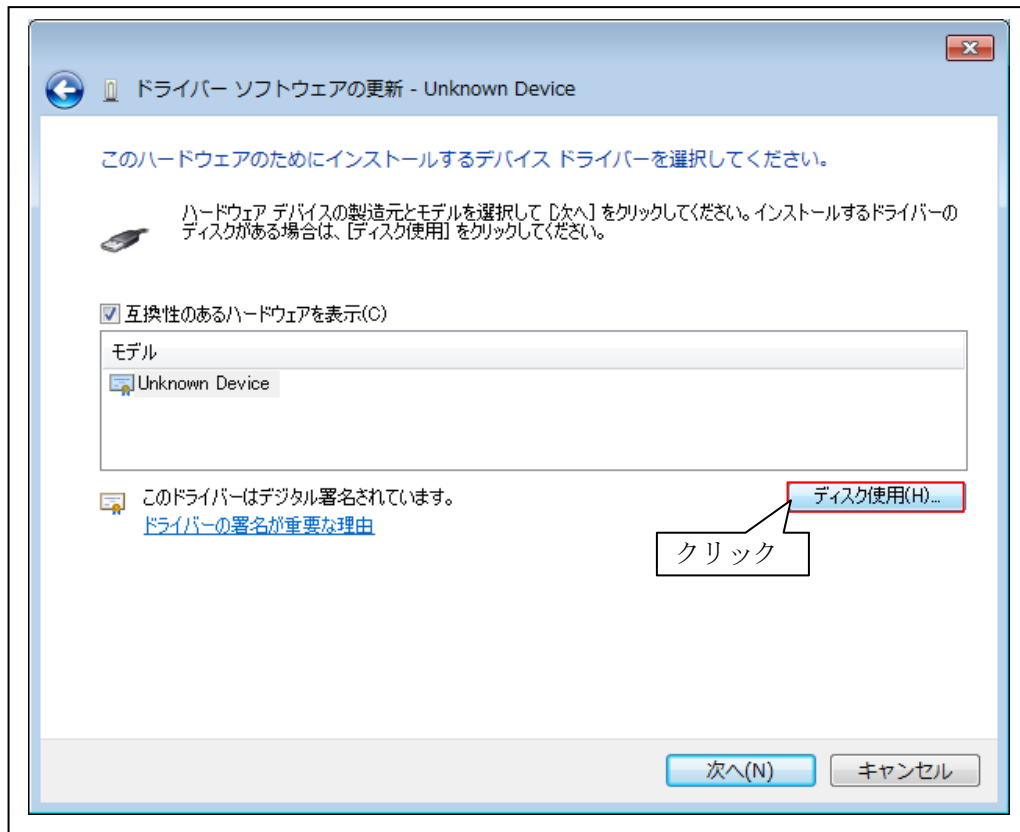 ドライバー ソフトウェアの更新 - Unknown Device
このハードウェアのためにインストールするデバイス ドライバーを選択してください。
ハードウェア デバイスの製造元とモデルを選択して [次へ] をクリックしてください。インストールするドライバーの
ディスクがある場合は、[ディスク使用] をクリックしてください。
互換性のあるハードウェアを表示(C)
モデル
Unknown Device
このドライバーはデジタル署名されています。
ディスク使用(H)...
ドライバーの署名が重要な理由
クリック
次へ(N)
キャンセル